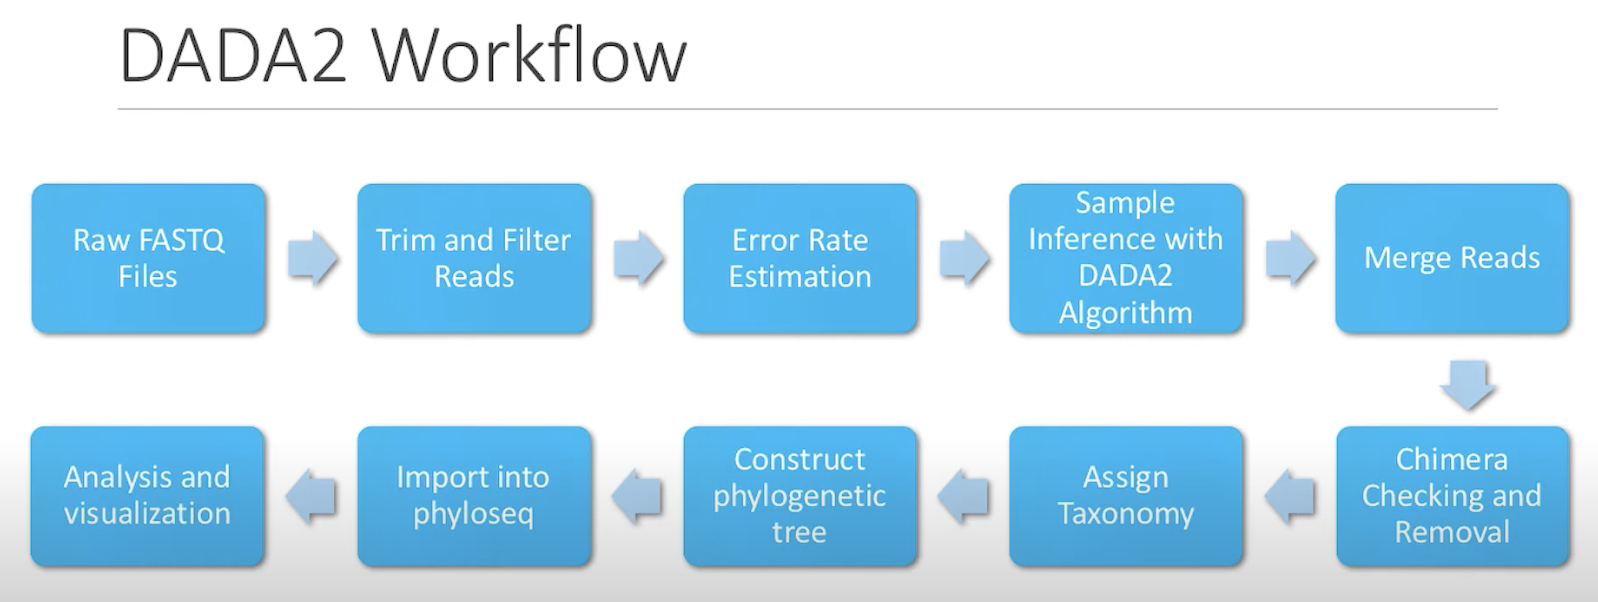 DADA2 Workflow
Raw FASTQ
Files
Trim and Filter
Reads
Error Rate
Estimation
Sample
Inference with
DADA2
Algorithm
Merge Reads
Chimera
Checking and
Removal
Assign
Taxonomy
Construct
phylogenetic
tree
Import into
phyloseq
Analysis and
visualization